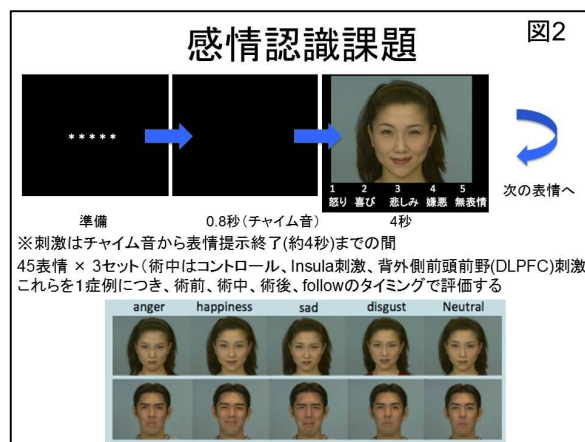 図2
感情認識課題
*****
1 2 3 4 5
怒り 喜び 悲しみ 嫌悪 無表情
次の表情へ
準備 0.8秒(チャイム音) 4秒
※刺激はチャイム音から表情提示終了(約4秒)までの間
45表情 × 3セット(術中はコントロール、Insula刺激、背外側前頭前野(DLPFC)刺激
これらを1症例につき、術前、術中、術後、followのタイミングで評価する
anger happiness sad disgust Neutral